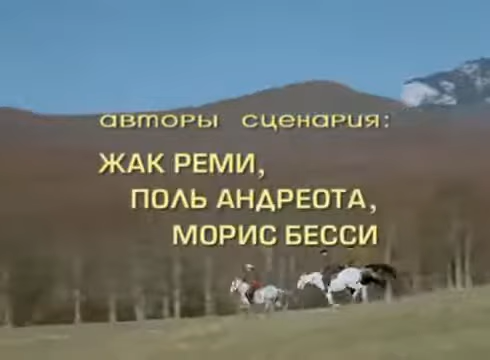 авторы сценария:
ЖАК РЕМИ,
ПОЛЬ АНДРЕОТА,
МОРИС БЕССИ